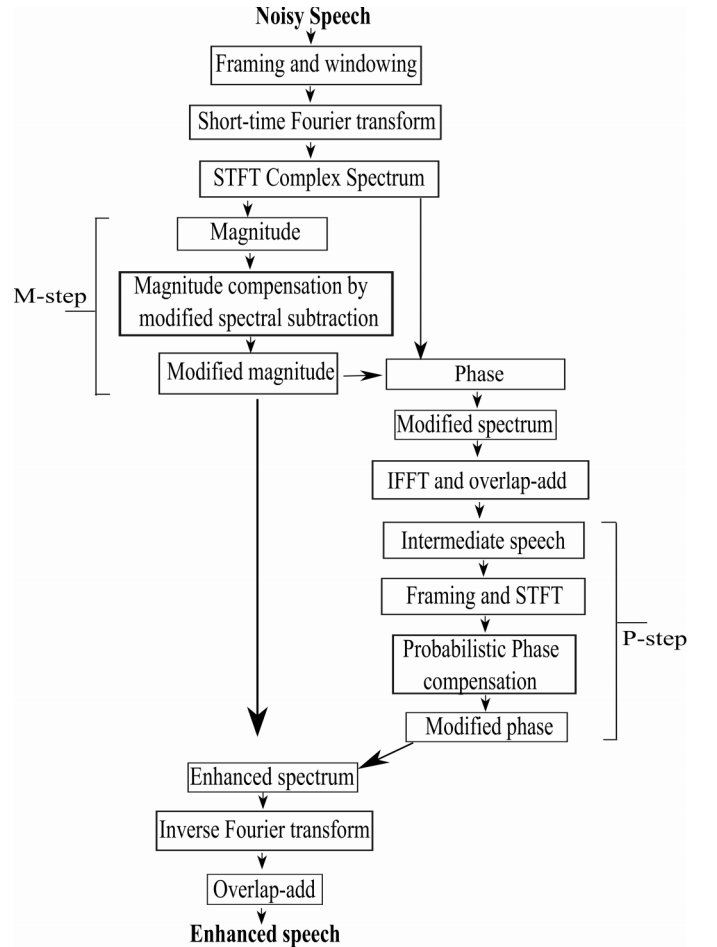 Noisy Speech
Framing and windowing
Short-time Fourier transform
STFT Complex Spectrum
Magnitude
M-step
Magnitude compensation by
modified spectral subtraction
Modified magnitude
Phase
Modified spectrum
IFFT and overlap-add
Intermediate speech
Framing and STFT
P-step
Probabilistic Phase
compensation
Modified phase
Enhanced spectrum
Inverse Fourier transform
Overlap-add
Enhanced speech